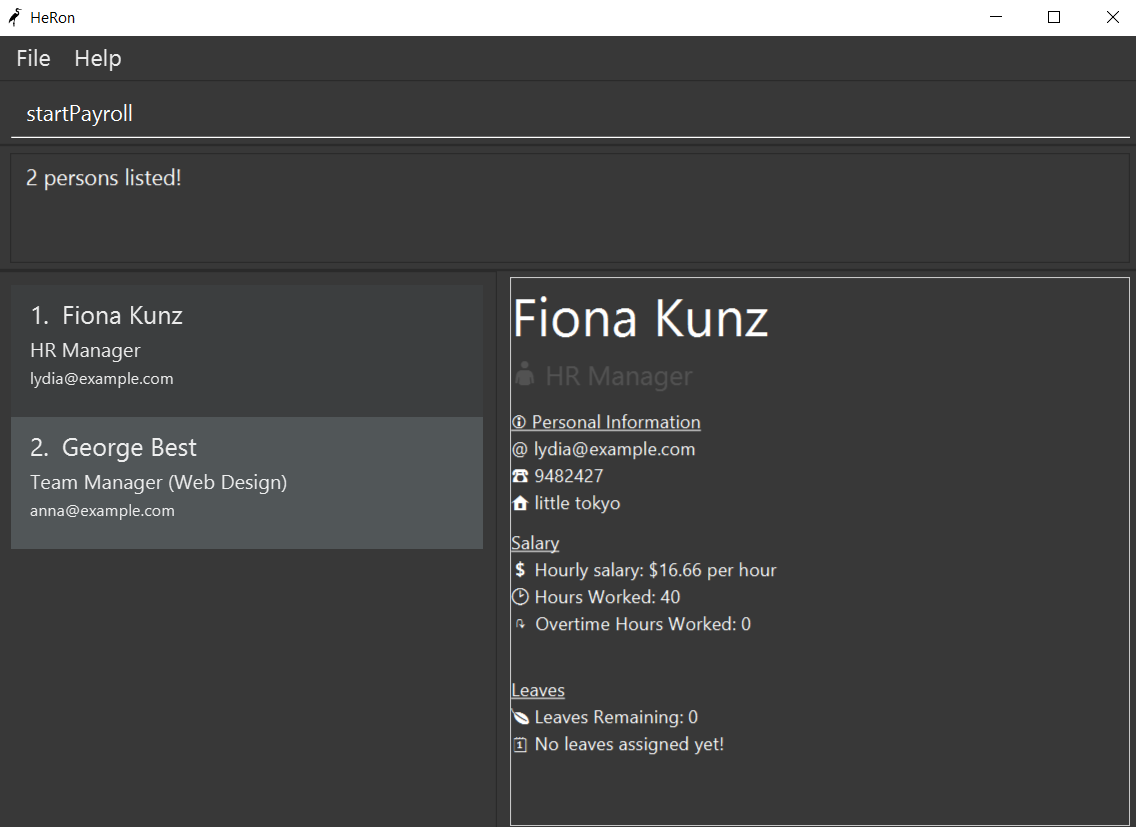 HeRon
File Help
startPayroll
2 persons listed!
1. Fiona Kunz
HR Manager
lydia@example.com
2. George Best
Team Manager (Web Design)
anna@example.com
Fiona Kunz
HR Manager
Personal Information
@ lydia@example.com
9482427
little tokyo
Salary
$ Hourly salary: $16.66 per hour
Hours Worked: 40
Overtime Hours Worked: 0
Leaves
Leaves Remaining: 0
No leaves assigned yet!